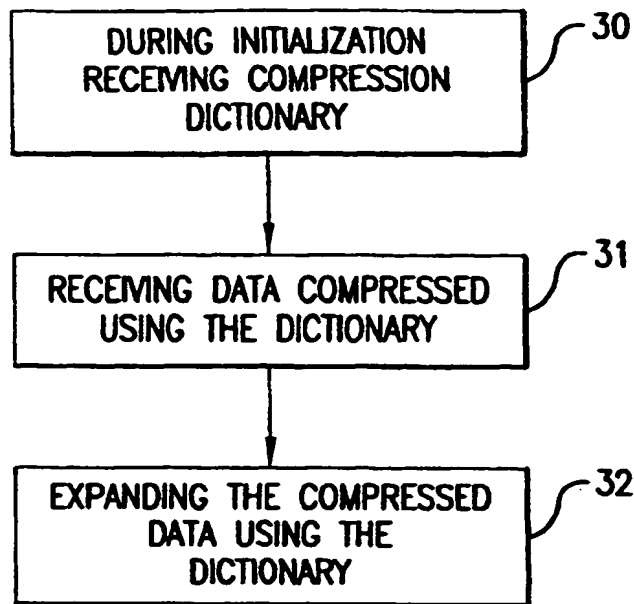 DURING INITIALIZATION
RECEIVING COMPRESSION
DICTIONARY
30
RECEIVING DATA COMPRESSED
USING THE DICTIONARY
31
EXPANDING THE COMPRESSED
DATA USING THE
DICTIONARY
32